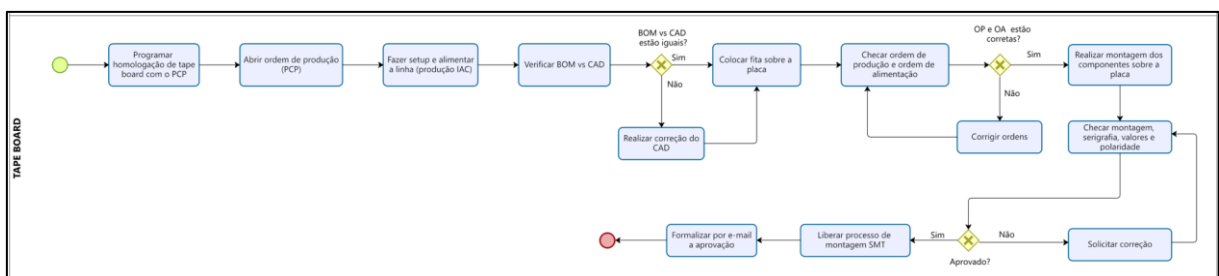 TAPE BOARD
Programar
homologação de tape
board com o PCP
Abrir ordem de produção
(PCP)
Fazer setup e alimentar
a linha (produção IAC)
Verificar BOM vs CAD
BOM vs CAD
estão iguais?
Sim
Não
Realizar correção do
CAD
Colocar fita sobre a
placa
Checar ordem de
produção e ordem de
alimentação
OP e OA estão
corretas?
Sim
Não
Corrigir ordens
Realizar montagem dos
componentes sobre a
placa
Checar montagem,
serigrafia, valores e
polaridade
Aprovado?
Não
Solicitar correção
Sim
Liberar processo de
montagem SMT
Formalizar por e-mail
a aprovação